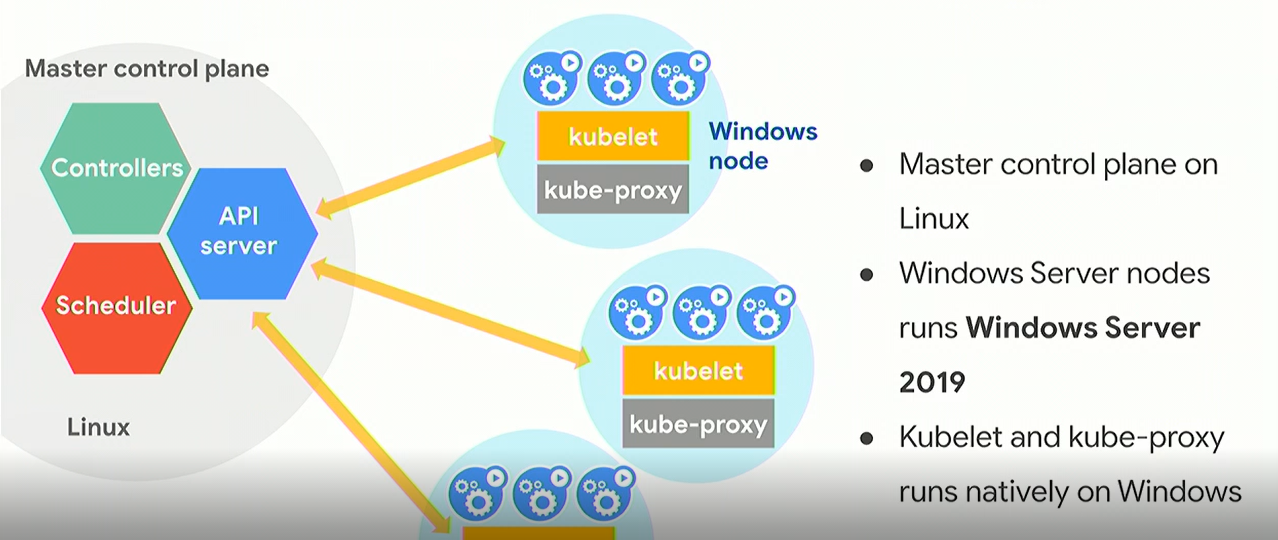 Master control plane
Controllers
API
server
Scheduler
Linux
kubelet
kube-proxy
Windows
node
kubelet
kube-proxy
Master control plane on
Linux
Windows Server nodes
runs Windows Server
2019
Kubelet and kube-proxy
runs natively on Windows